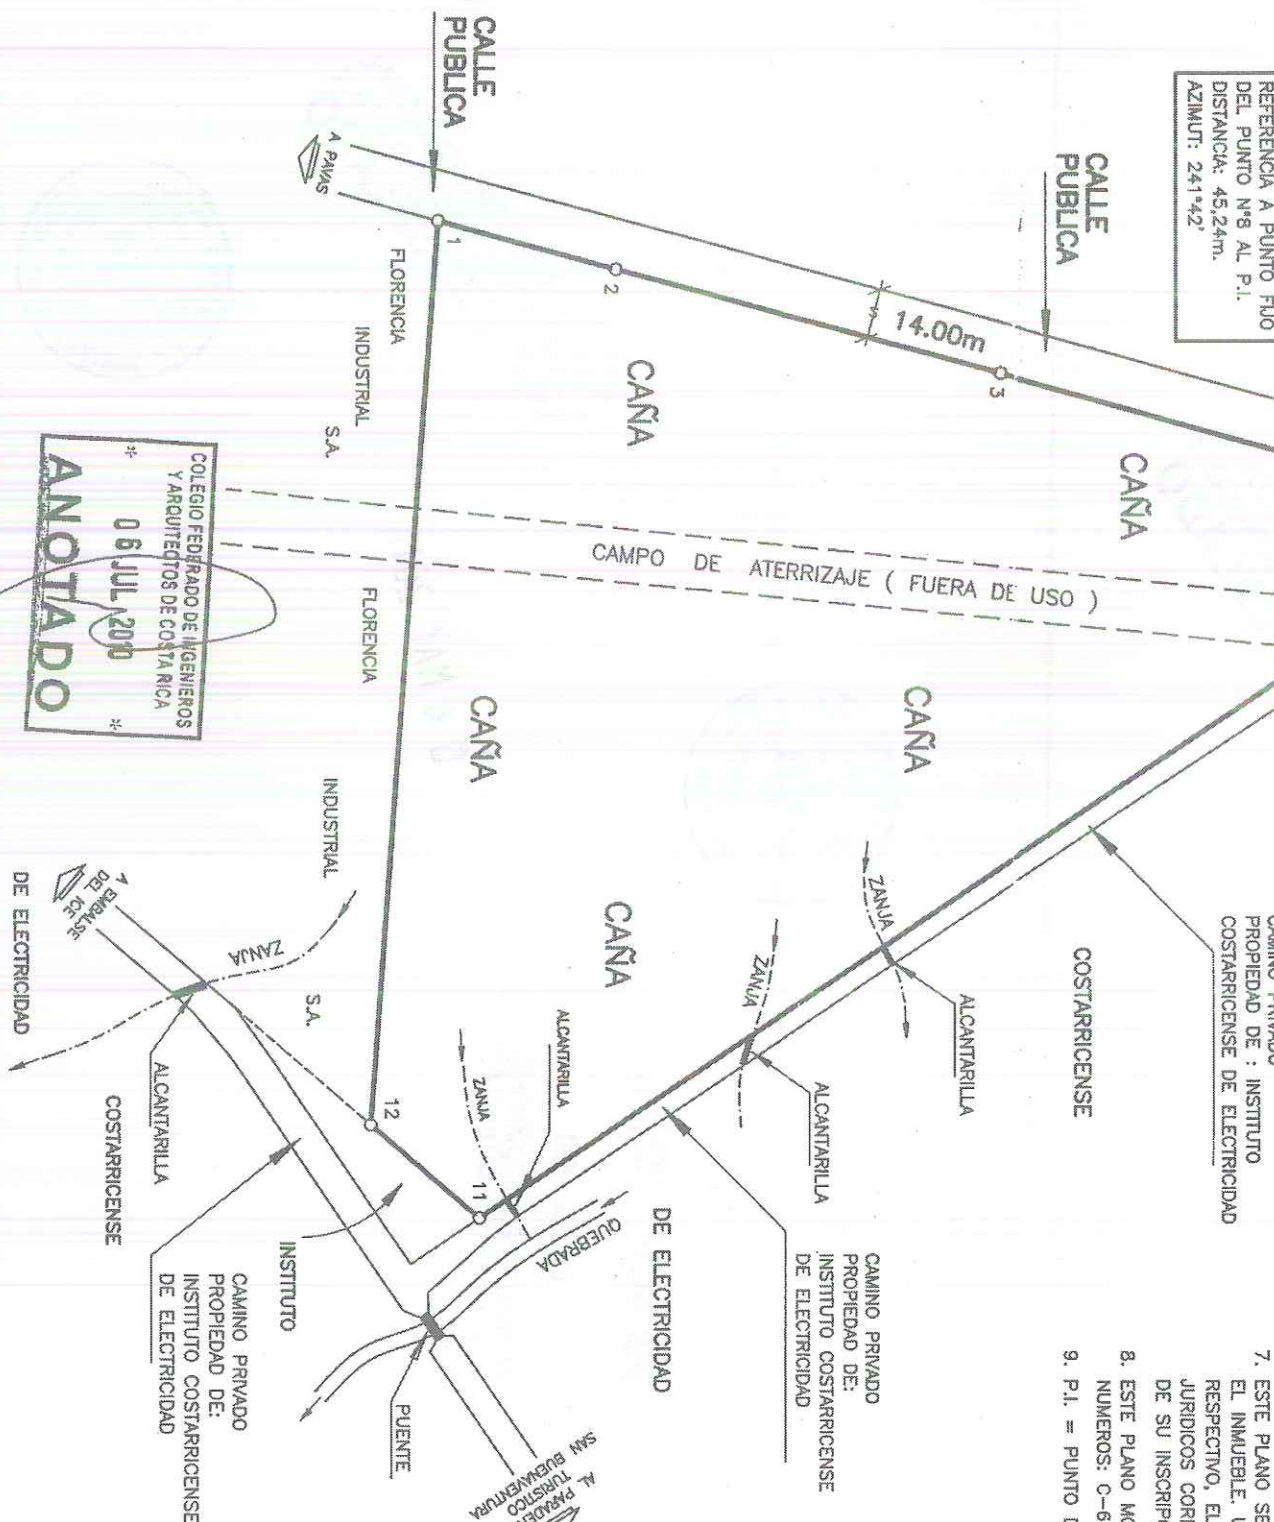 REFERENCIA A PUNTO FIJO
DEL PUNTO N°8 AL P.I.
DISTANCIA: 45,24m.
AZIMUT: 241°42'
CALLE
PUBLICA
CALLE
PUBLICA
A PAVAS
1
2
3
14.00m
CAÑA
CAÑA
CAÑA
CAÑA
CAÑA
CAMPO DE ATERRIZAJE ( FUERA DE USO )
FLORENCIA
INDUSTRIAL
S.A.
FLORENCIA
INDUSTRIAL
S.A.
COLEGIO FEDERADO DE INGENIEROS
Y ARQUITECTOS DE COSTA RICA
* 06 JUL 2010 *
ANOTADO
CAMINO PRIVADO
PROPIEDAD DE : INSTITUTO
COSTARRICENSE DE ELECTRICIDAD
COSTARRICENSE
ZANJA
ALCANTARILLA
ZANJA
ALCANTARILLA
ZANJA
ALCANTARILLA
11
12
DE ELECTRICIDAD
CAMINO PRIVADO
PROPIEDAD DE:
INSTITUTO COSTARRICENSE
DE ELECTRICIDAD
QUEBRADA
PUENTE
AL PARADE
TURISTICO
SAN BUENAVENTURA
INSTITUTO
CAMINO PRIVADO
PROPIEDAD DE:
INSTITUTO COSTARRICENSE
DE ELECTRICIDAD
COSTARRICENSE
ALCANTARILLA
ZANJA
A EMBALSE
DEL ICE
DE ELECTRICIDAD
7. ESTE PLANO SE
EL INMUEBLE.
RESPECTIVO, EL
JURIDICOS
DE SU
8. ESTE PLANO
NUMEROS: C-6
9. P.I. = PUNTO